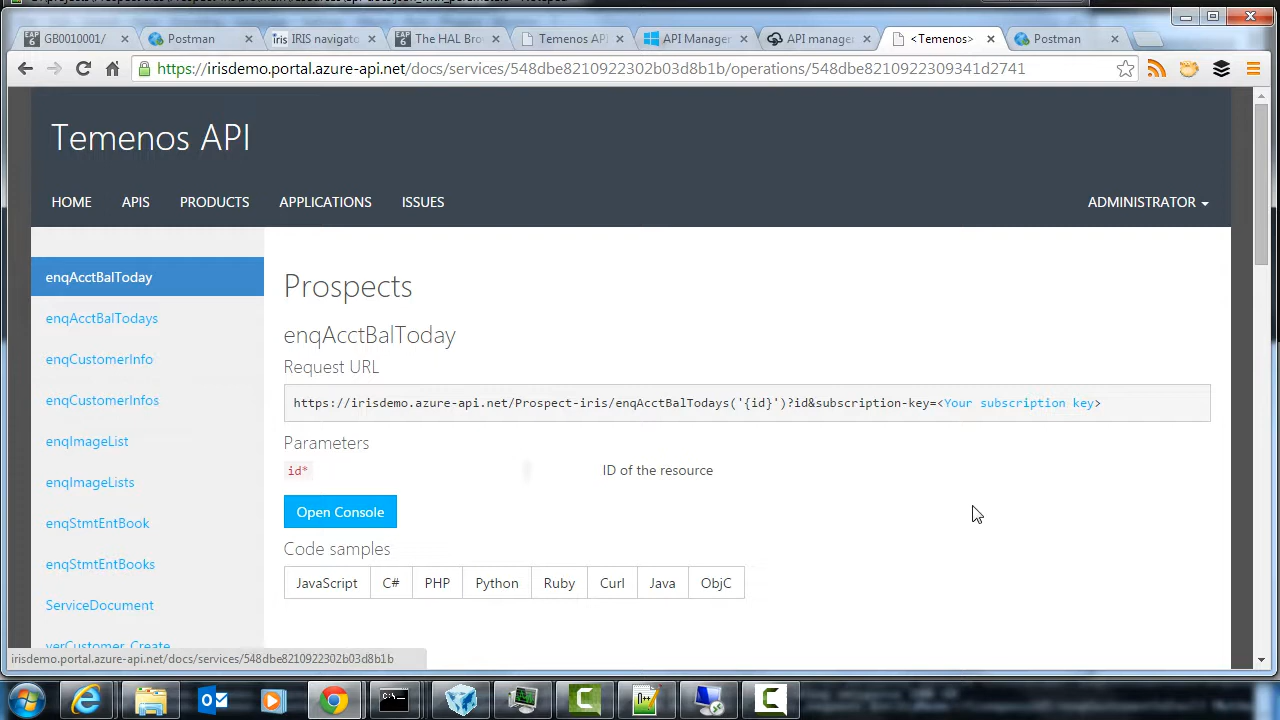 GB0010001/
Postman
iris IRIS navigato
The HAL Bro
Temenos API
API Manager
API manage
<Temenos>
Postman
https://irisdemo.portal.azure-api.net/docs/services/548dbe8210922302b03d8b1b/operations/548dbe8210922309341d2741
Temenos API
HOME APIS PRODUCTS APPLICATIONS ISSUES ADMINISTRATOR
enqAcctBalToday
enqAcctBalTodays
enqCustomerInfo
enqCustomerInfos
enqImageList
enqImageLists
enqStmtEntBook
enqStmtEntBooks
ServiceDocument
verCustomer_Create
Prospects
enqAcctBalToday
Request URL
https://irisdemo.azure-api.net/Prospect-iris/enqAcctBalTodays('{id}')?id&subscription-key=<Your subscription key>
Parameters
id* ID of the resource
Open Console
Code samples
JavaScript C# PHP Python Ruby Curl Java ObjC
irisdemo.portal.azure-api.net/docs/services/548dbe8210922302b03d8b1b